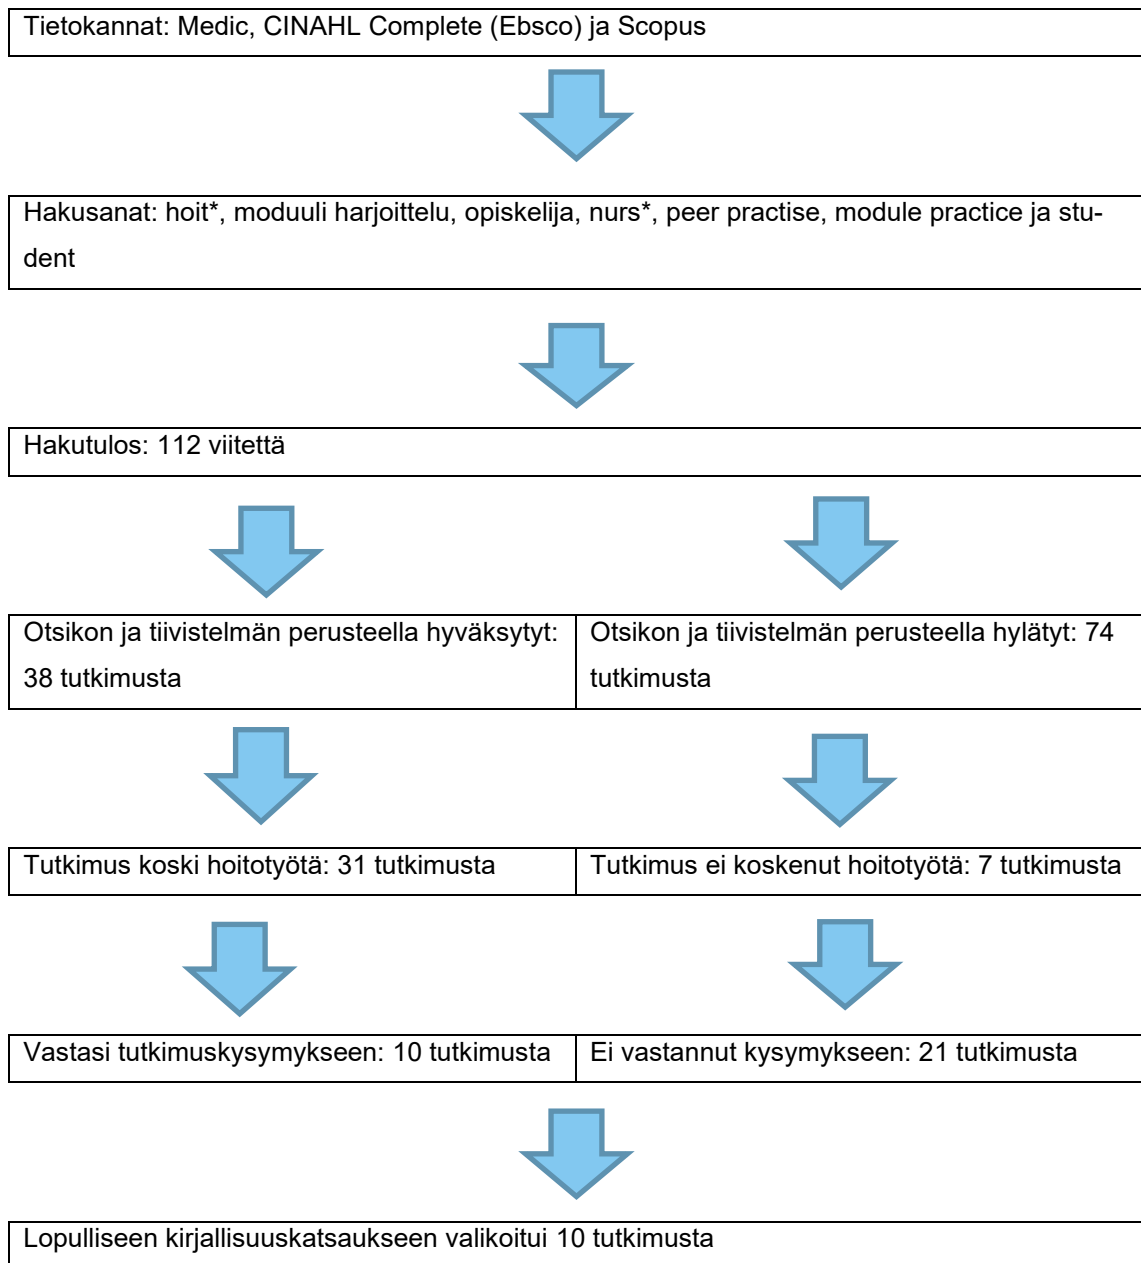 Tietokannat: Medic, CINAHL Complete (Ebsco) ja Scopus
Hakusanat: hoit*, moduuli harjoittelu, opiskelija, nurs*, peer practise, module practice ja stu-
dent
Hakutulos: 112 viitettä
Otsikon ja tiivistelmän perusteella hyväksytyt:
38 tutkimusta
Otsikon ja tiivistelmän perusteella hylätyt: 74
tutkimusta
Tutkimus koski hoitotyötä: 31 tutkimusta
Tutkimus ei koskenut hoitotyötä: 7 tutkimusta
Vastasi tutkimuskysymykseen: 10 tutkimusta
Ei vastannut kysymykseen: 21 tutkimusta
Lopulliseen kirjallisuuskatsaukseen valikoitui 10 tutkimusta